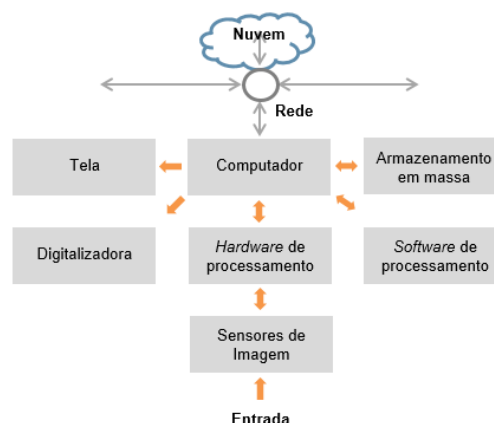 Nuvem
Rede
Tela
Computador
Armazenamento
em massa
Digitalizadora
Hardware de
processamento
Software de
processamento
Sensores de
Imagem
Entrada